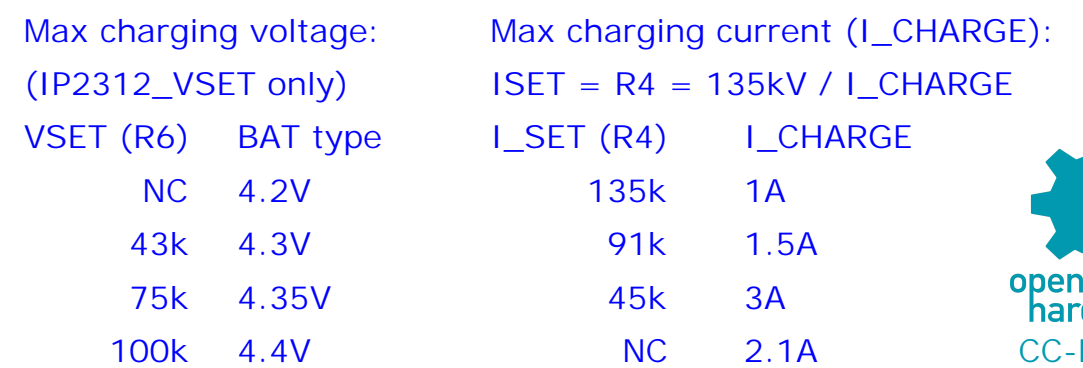 Max charging voltage: Max charging current (I_CHARGE):
(IP2312_VSET only) ISET = R4 = 135kV / I_CHARGE
VSET (R6) BAT type I_SET (R4) I_CHARGE
NC 4.2V 135k 1A
43k 4.3V 91k 1.5A
75k 4.35V 45k 3A
open
100k 4.4V NC 2.1A